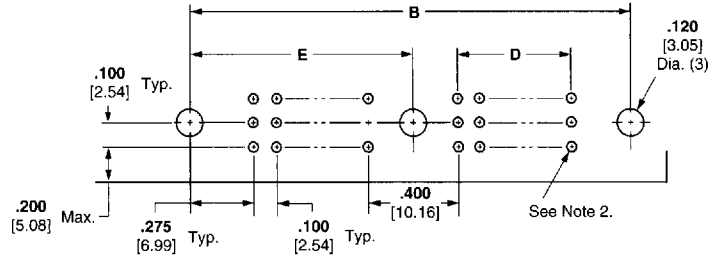 B
.120
[3.05]
Dia. (3)
E
D
.100
[2.54] Typ.
.200
[5.08] Max.
.400
[10.16]
See Note 2.
.275
[6.99] Typ.
.100
[2.54] Typ.